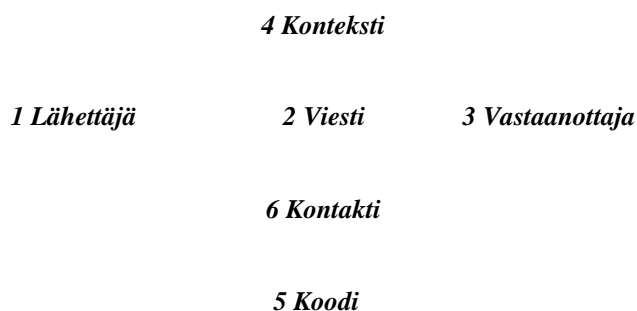 4 Konteksti
1 Lähettäjä 2 Viesti 3 Vastaanottaja
6 Kontakti
5 Koodi